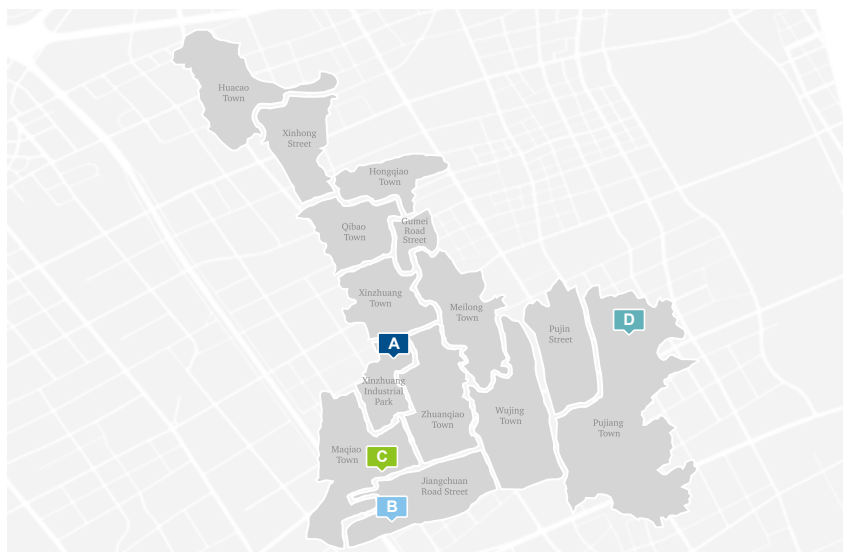 Huacao
Town
Xinhong
Street
Hongqiao
Town
Qibao
Town
Gumei
Road
Street
Xinzhuang
Town
Meilong
Town
D
Pujin
Street
A
Xinzhuang
Industrial
Park
Zhuanqiao
Town
Wujing
Town
Pujiang
Town
Maqiao
Town
C
Jiangchuan
Road Street
B